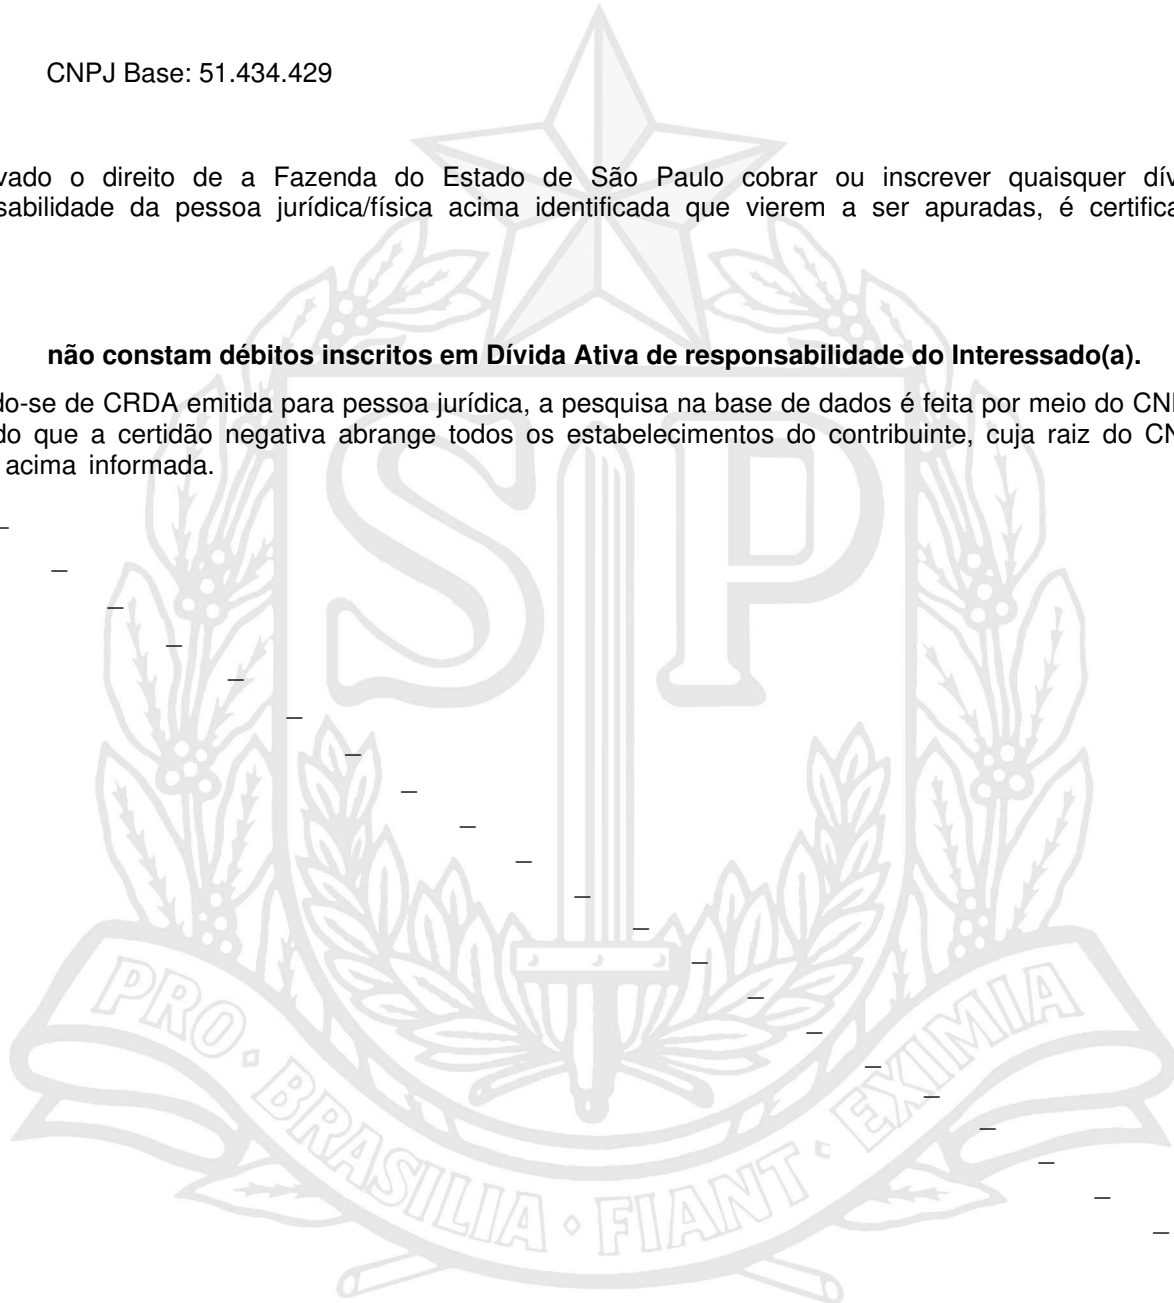 CNPJ Base: 51.434.429
vado o direito de a Fazenda do Estado de São Paulo cobrar ou inscrever quaisquer dív
sabilidade da pessoa jurídica/física acima identificada que vierem a ser apuradas, é certifica
não constam débitos inscritos em Dívida Ativa de responsabilidade do Interessado(a).
do-se de CRDA emitida para pessoa jurídica, a pesquisa na base de dados é feita por meio do CN
do que a certidão negativa abrange todos os estabelecimentos do contribuinte, cuja raiz do CN
acima informada.
SP
PRO · BRASILIA · FIANT · EXIMIA